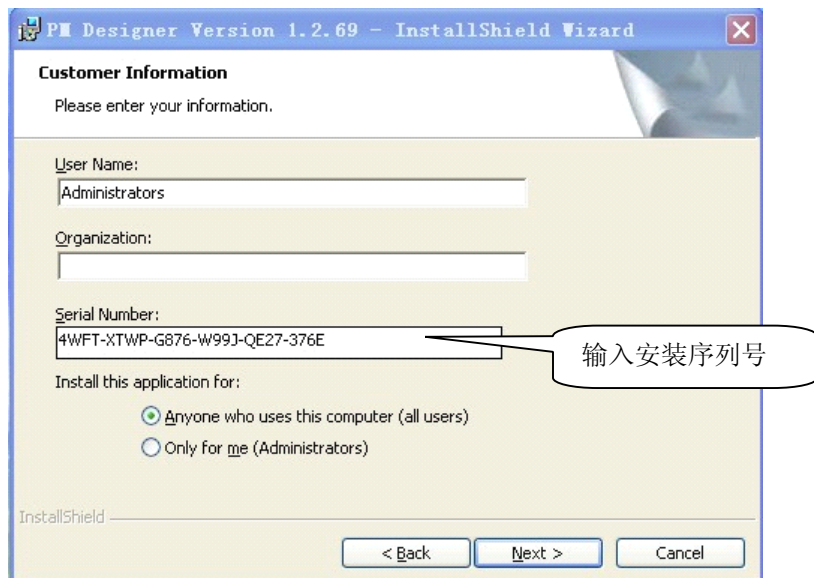 PM Designer Version 1.2.69 - InstallShield Wizard
Customer Information
Please enter your information.
User Name:
Administrators
Organization:
Serial Number:
4WFT-XTWP-G876-W99J-QE27-376E
输入安装序列号
Install this application for:
Anyone who uses this computer (all users)
Only for me (Administrators)
InstallShield
< Back
Next >
Cancel